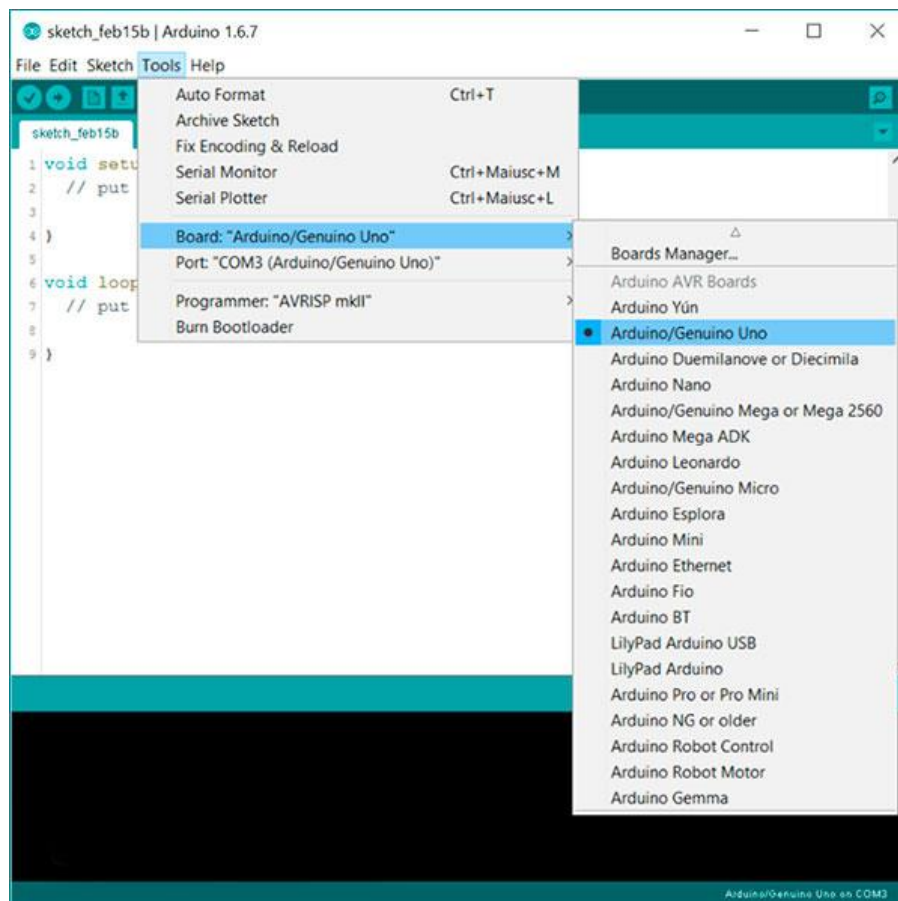 sketch_feb15b | Arduino 1.6.7
File Edit Sketch Tools Help
sketch_feb15b
1 void setu
2 // put
3
4 }
5
6 void loop
7 // put
8
9 }
Auto Format Ctrl+T
Archive Sketch
Fix Encoding & Reload
Serial Monitor Ctrl+Maiusc+M
Serial Plotter Ctrl+Maiusc+L
Board: "Arduino/Genuino Uno"
Port: "COM3 (Arduino/Genuino Uno)"
Programmer: "AVRISP mkII"
Burn Bootloader
Boards Manager...
Arduino AVR Boards
Arduino Yún
Arduino/Genuino Uno
Arduino Duemilanove or Diecimila
Arduino Nano
Arduino/Genuino Mega or Mega 2560
Arduino Mega ADK
Arduino Leonardo
Arduino/Genuino Micro
Arduino Esplora
Arduino Mini
Arduino Ethernet
Arduino Fio
Arduino BT
LilyPad Arduino USB
LilyPad Arduino
Arduino Pro or Pro Mini
Arduino NG or older
Arduino Robot Control
Arduino Robot Motor
Arduino Gemma
Arduino/Genuino Uno on COM3